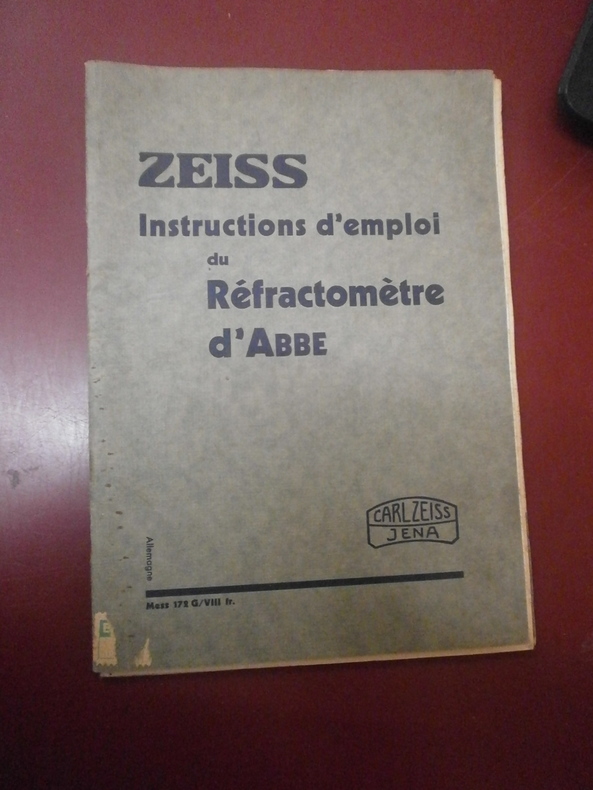 ZEISS
Instructions d'emploi
du
Réfractomètre
d'ABBE
CARL ZEISS
JENA
Allemagne
Mess 172 G/VIII fr.
E